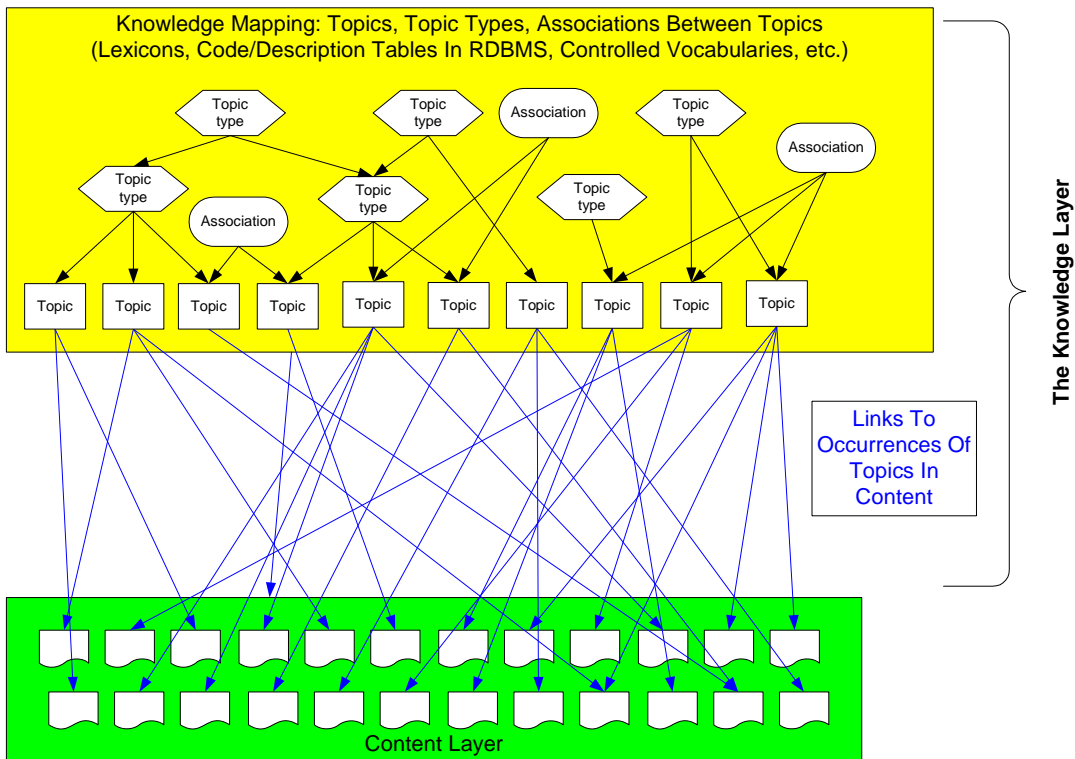 Knowledge Mapping: Topics, Topic Types, Associations Between Topics
(Lexicons, Code/Description Tables In RDBMS, Controlled Vocabularies, etc.)
Topic
type
Topic
type
Association
Topic
type
Association
Topic
type
Topic
type
Topic
type
Association
Topic
Topic
Topic
Topic
Topic
Topic
Topic
Topic
Topic
Topic
The Knowledge Layer
Links To
Occurrences Of
Topics In
Content
Content Layer